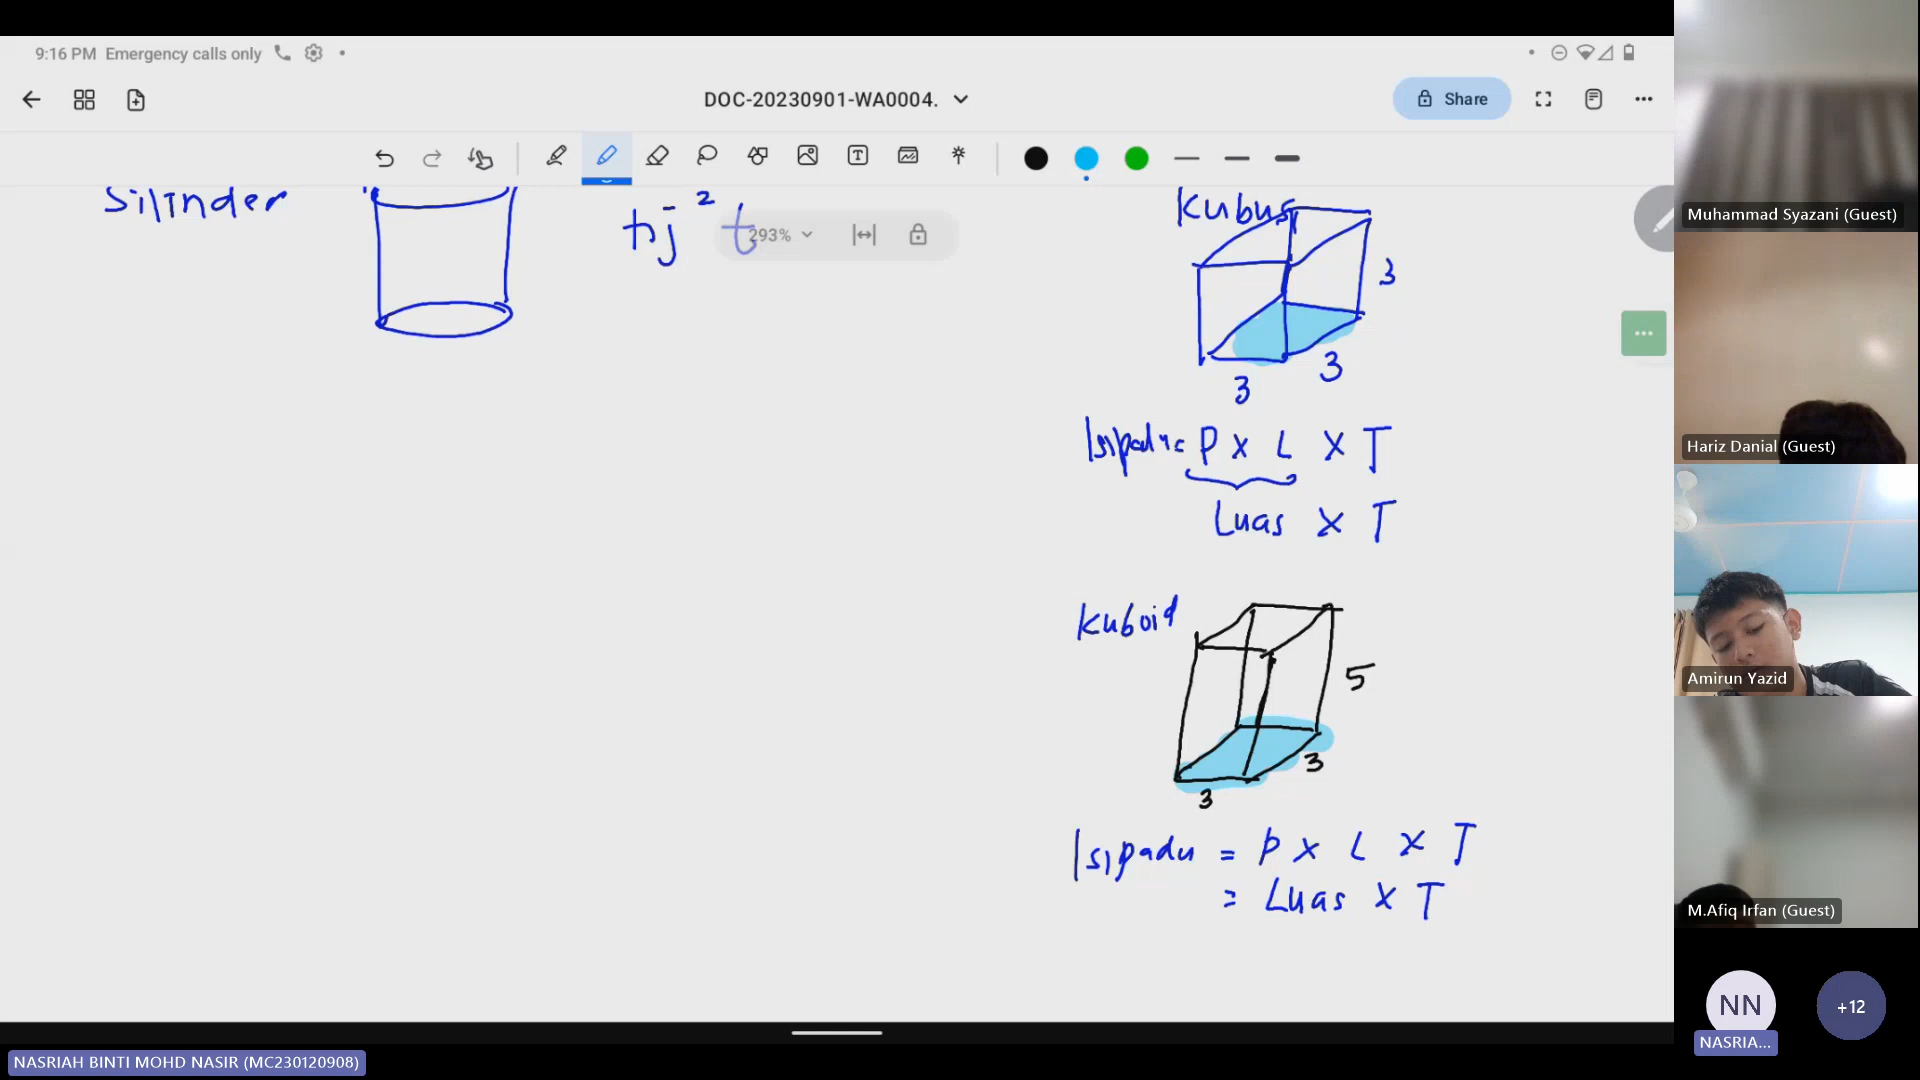 9:16 PM Emergency calls only
DOC-20230901-WA0004.
Share
293%
Silinder
πj² t
Kubus
3
3
3
Isipadu = P x L x T
Luas x T
Kuboid
5
3
3
Isipadu = P x L x T
= Luas x T
Muhammad Syazani (Guest)
Hariz Danial (Guest)
Amirun Yazid
M.Afiq Irfan (Guest)
NN
NASRIA...
+12
NASRIAH BINTI MOHD NASIR (MC230120908)